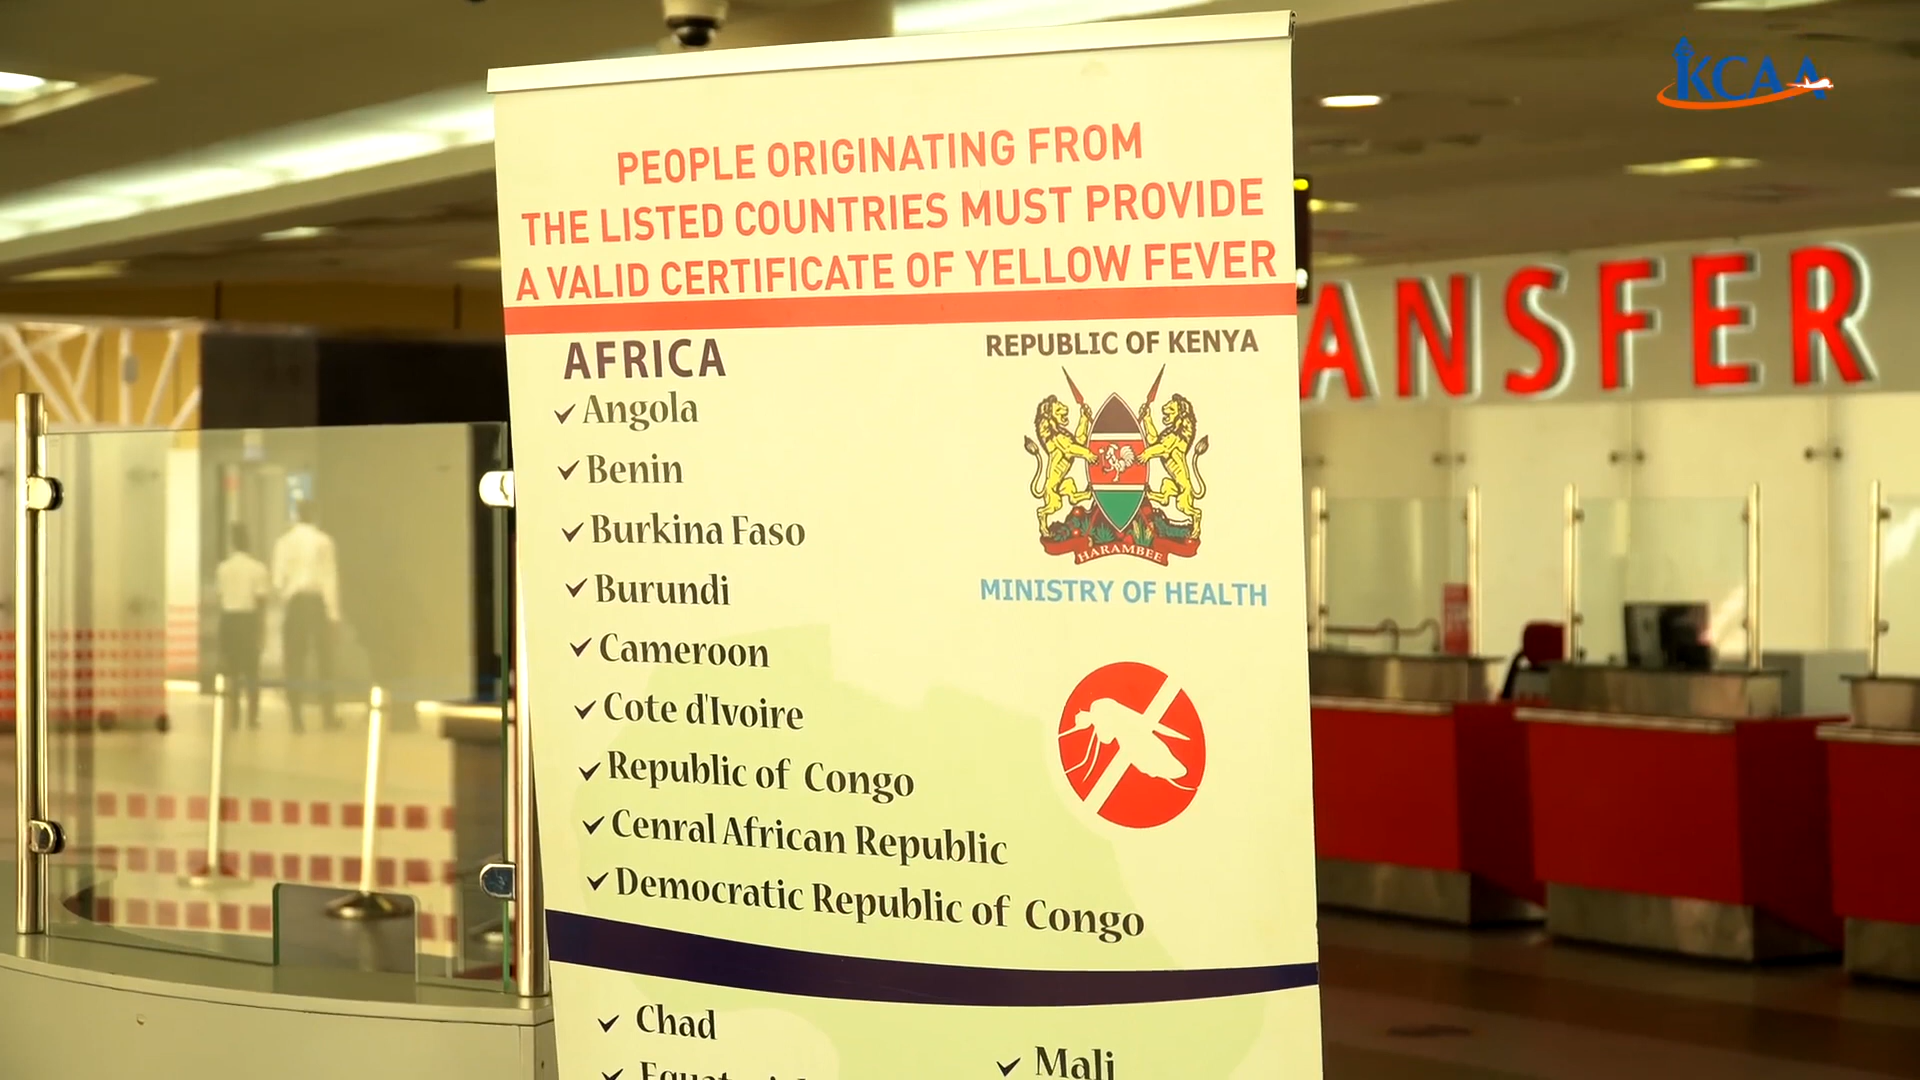 KCAA
PEOPLE ORIGINATING FROM
THE LISTED COUNTRIES MUST PROVIDE
A VALID CERTIFICATE OF YELLOW FEVER
AFRICA
Angola
Benin
Burkina Faso
Burundi
Cameroon
Cote d'Ivoire
Republic of Congo
Cenral African Republic
Democratic Republic of Congo
REPUBLIC OF KENYA
HARAMBEE
MINISTRY OF HEALTH
Chad
Mali
ANSFER